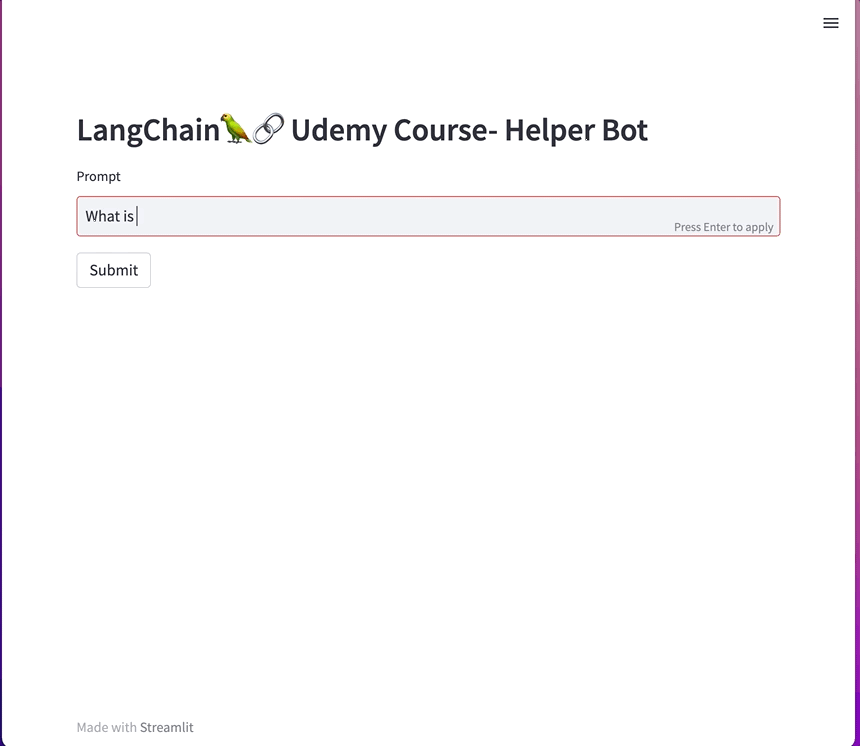 LangChain🦜🔗 Udemy Course- Helper Bot
Prompt
What is
Press Enter to apply
Submit
Made with Streamlit